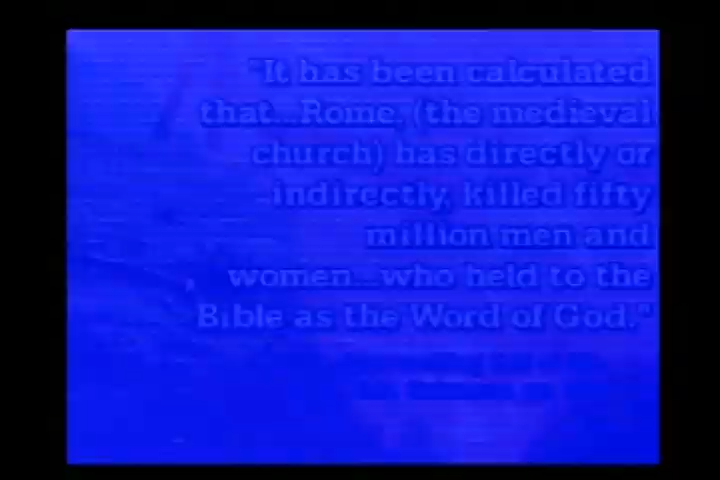 "It has been calculated
that...Rome, (the medieval
church) has directly or
indirectly, killed fifty
million men and
women...who held to the
Bible as the Word of God."